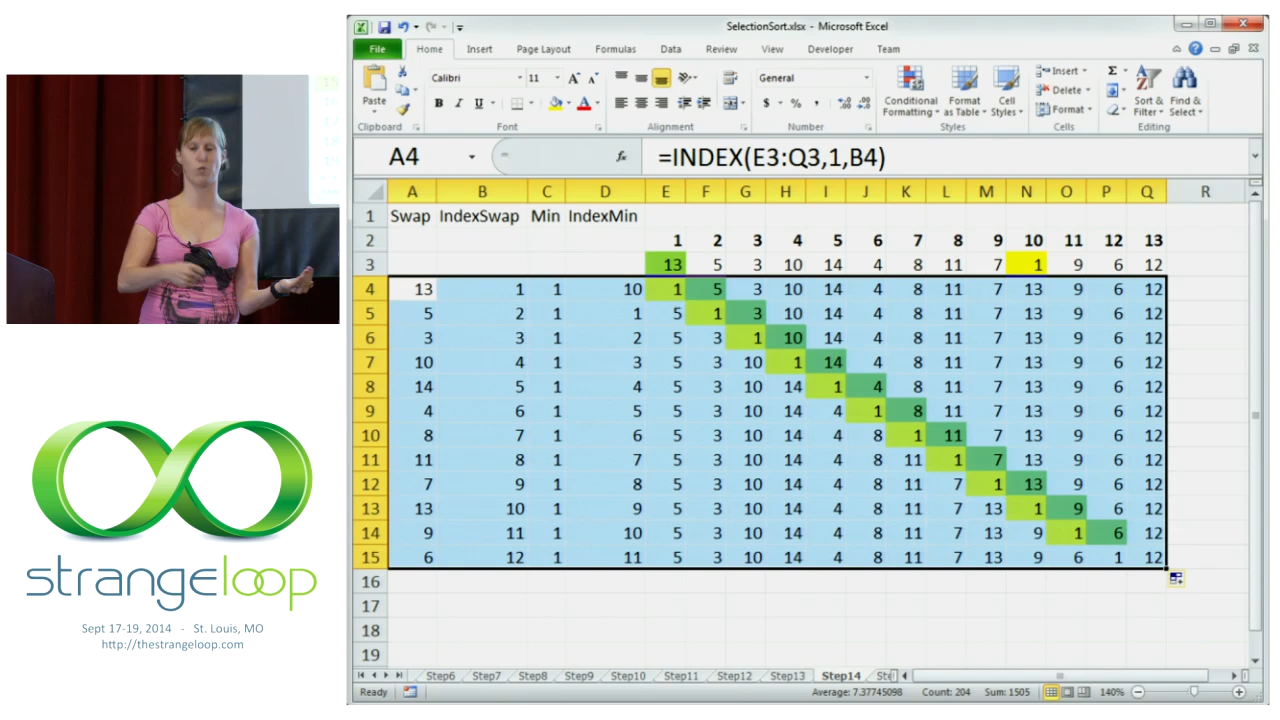 SelectionSort.xlsx - Microsoft Excel
File Home Insert Page Layout Formulas Data Review View Developer Team
Calibri 11 General Insert
Paste B I U $ % , Conditional Formatting Format as Table Cell Styles Delete Format Sort & Filter Find & Select
Clipboard Font Alignment Number Styles Cells Editing
A4 fx =INDEX(E3:Q3,1,B4)
A B C D E F G H I J K L M N O P Q R
1 Swap IndexSwap Min IndexMin
2 1 2 3 4 5 6 7 8 9 10 11 12 13
3 13 5 3 10 14 4 8 11 7 1 9 6 12
4 13 1 1 10 1 5 3 10 14 4 8 11 7 13 9 6 12
5 5 2 1 1 5 1 3 10 14 4 8 11 7 13 9 6 12
6 3 3 1 2 5 3 1 10 14 4 8 11 7 13 9 6 12
7 10 4 1 3 5 3 10 1 14 4 8 11 7 13 9 6 12
8 14 5 1 4 5 3 10 14 1 4 8 11 7 13 9 6 12
9 4 6 1 5 5 3 10 14 4 1 8 11 7 13 9 6 12
10 8 7 1 6 5 3 10 14 4 8 1 11 7 13 9 6 12
11 11 8 1 7 5 3 10 14 4 8 11 1 7 13 9 6 12
12 7 9 1 8 5 3 10 14 4 8 11 7 1 13 9 6 12
13 13 10 1 9 5 3 10 14 4 8 11 7 13 1 9 6 12
14 9 11 1 10 5 3 10 14 4 8 11 7 13 9 1 6 12
15 6 12 1 11 5 3 10 14 4 8 11 7 13 9 6 1 12
16
17
18
19
Step6 Step7 Step8 Step9 Step10 Step11 Step12 Step13 Step14 Ste
Ready Average: 7.37745098 Count: 204 Sum: 1505 140%
strangeloop
Sept 17-19, 2014 - St. Louis, MO
http://thestrangeloop.com